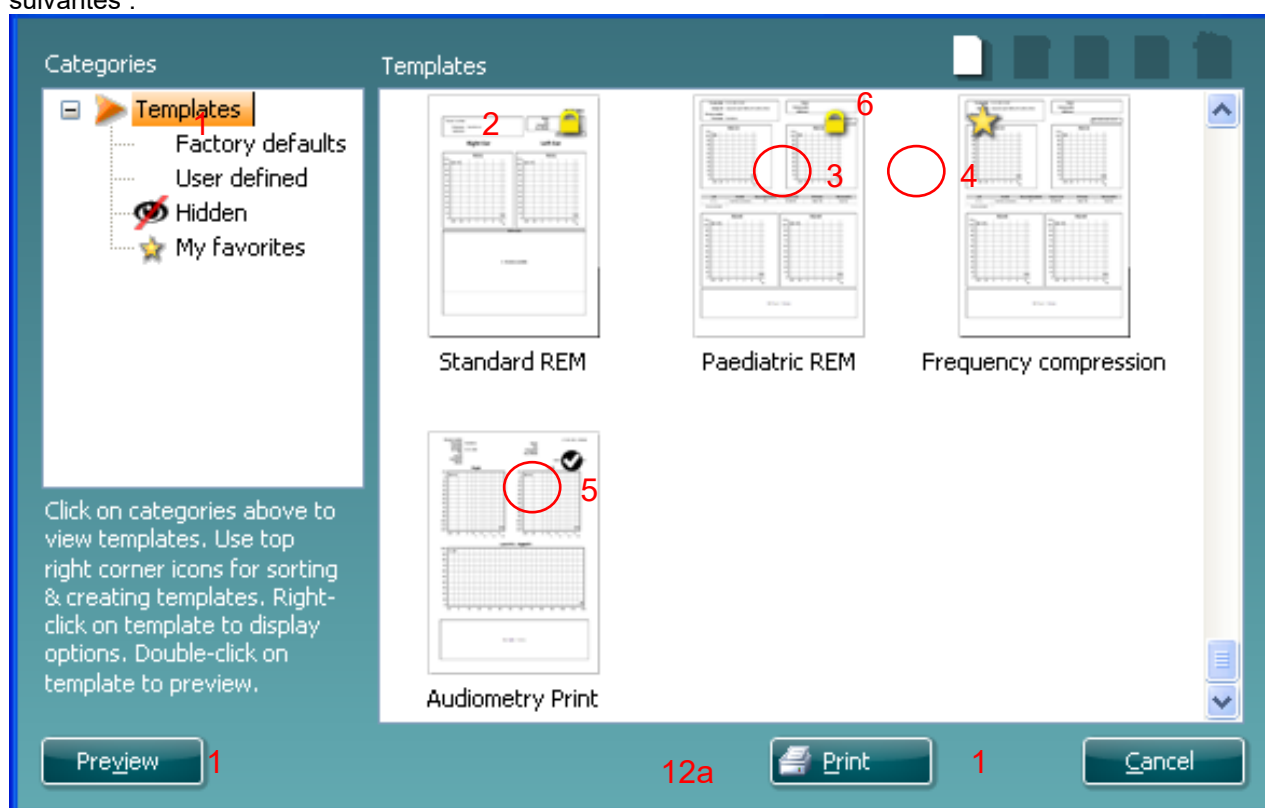 suivantes :
Categories
Templates
Templates
1
Factory defaults
User defined
Hidden
My favorites
2
6
3
4
Standard REM
Paediatric REM
Frequency compression
5
Audiometry Print
Click on categories above to
view templates. Use top
right corner icons for sorting
& creating templates. Right-
click on template to display
options. Double-click on
template to preview.
Preview
1
12a
Print
1
Cancel